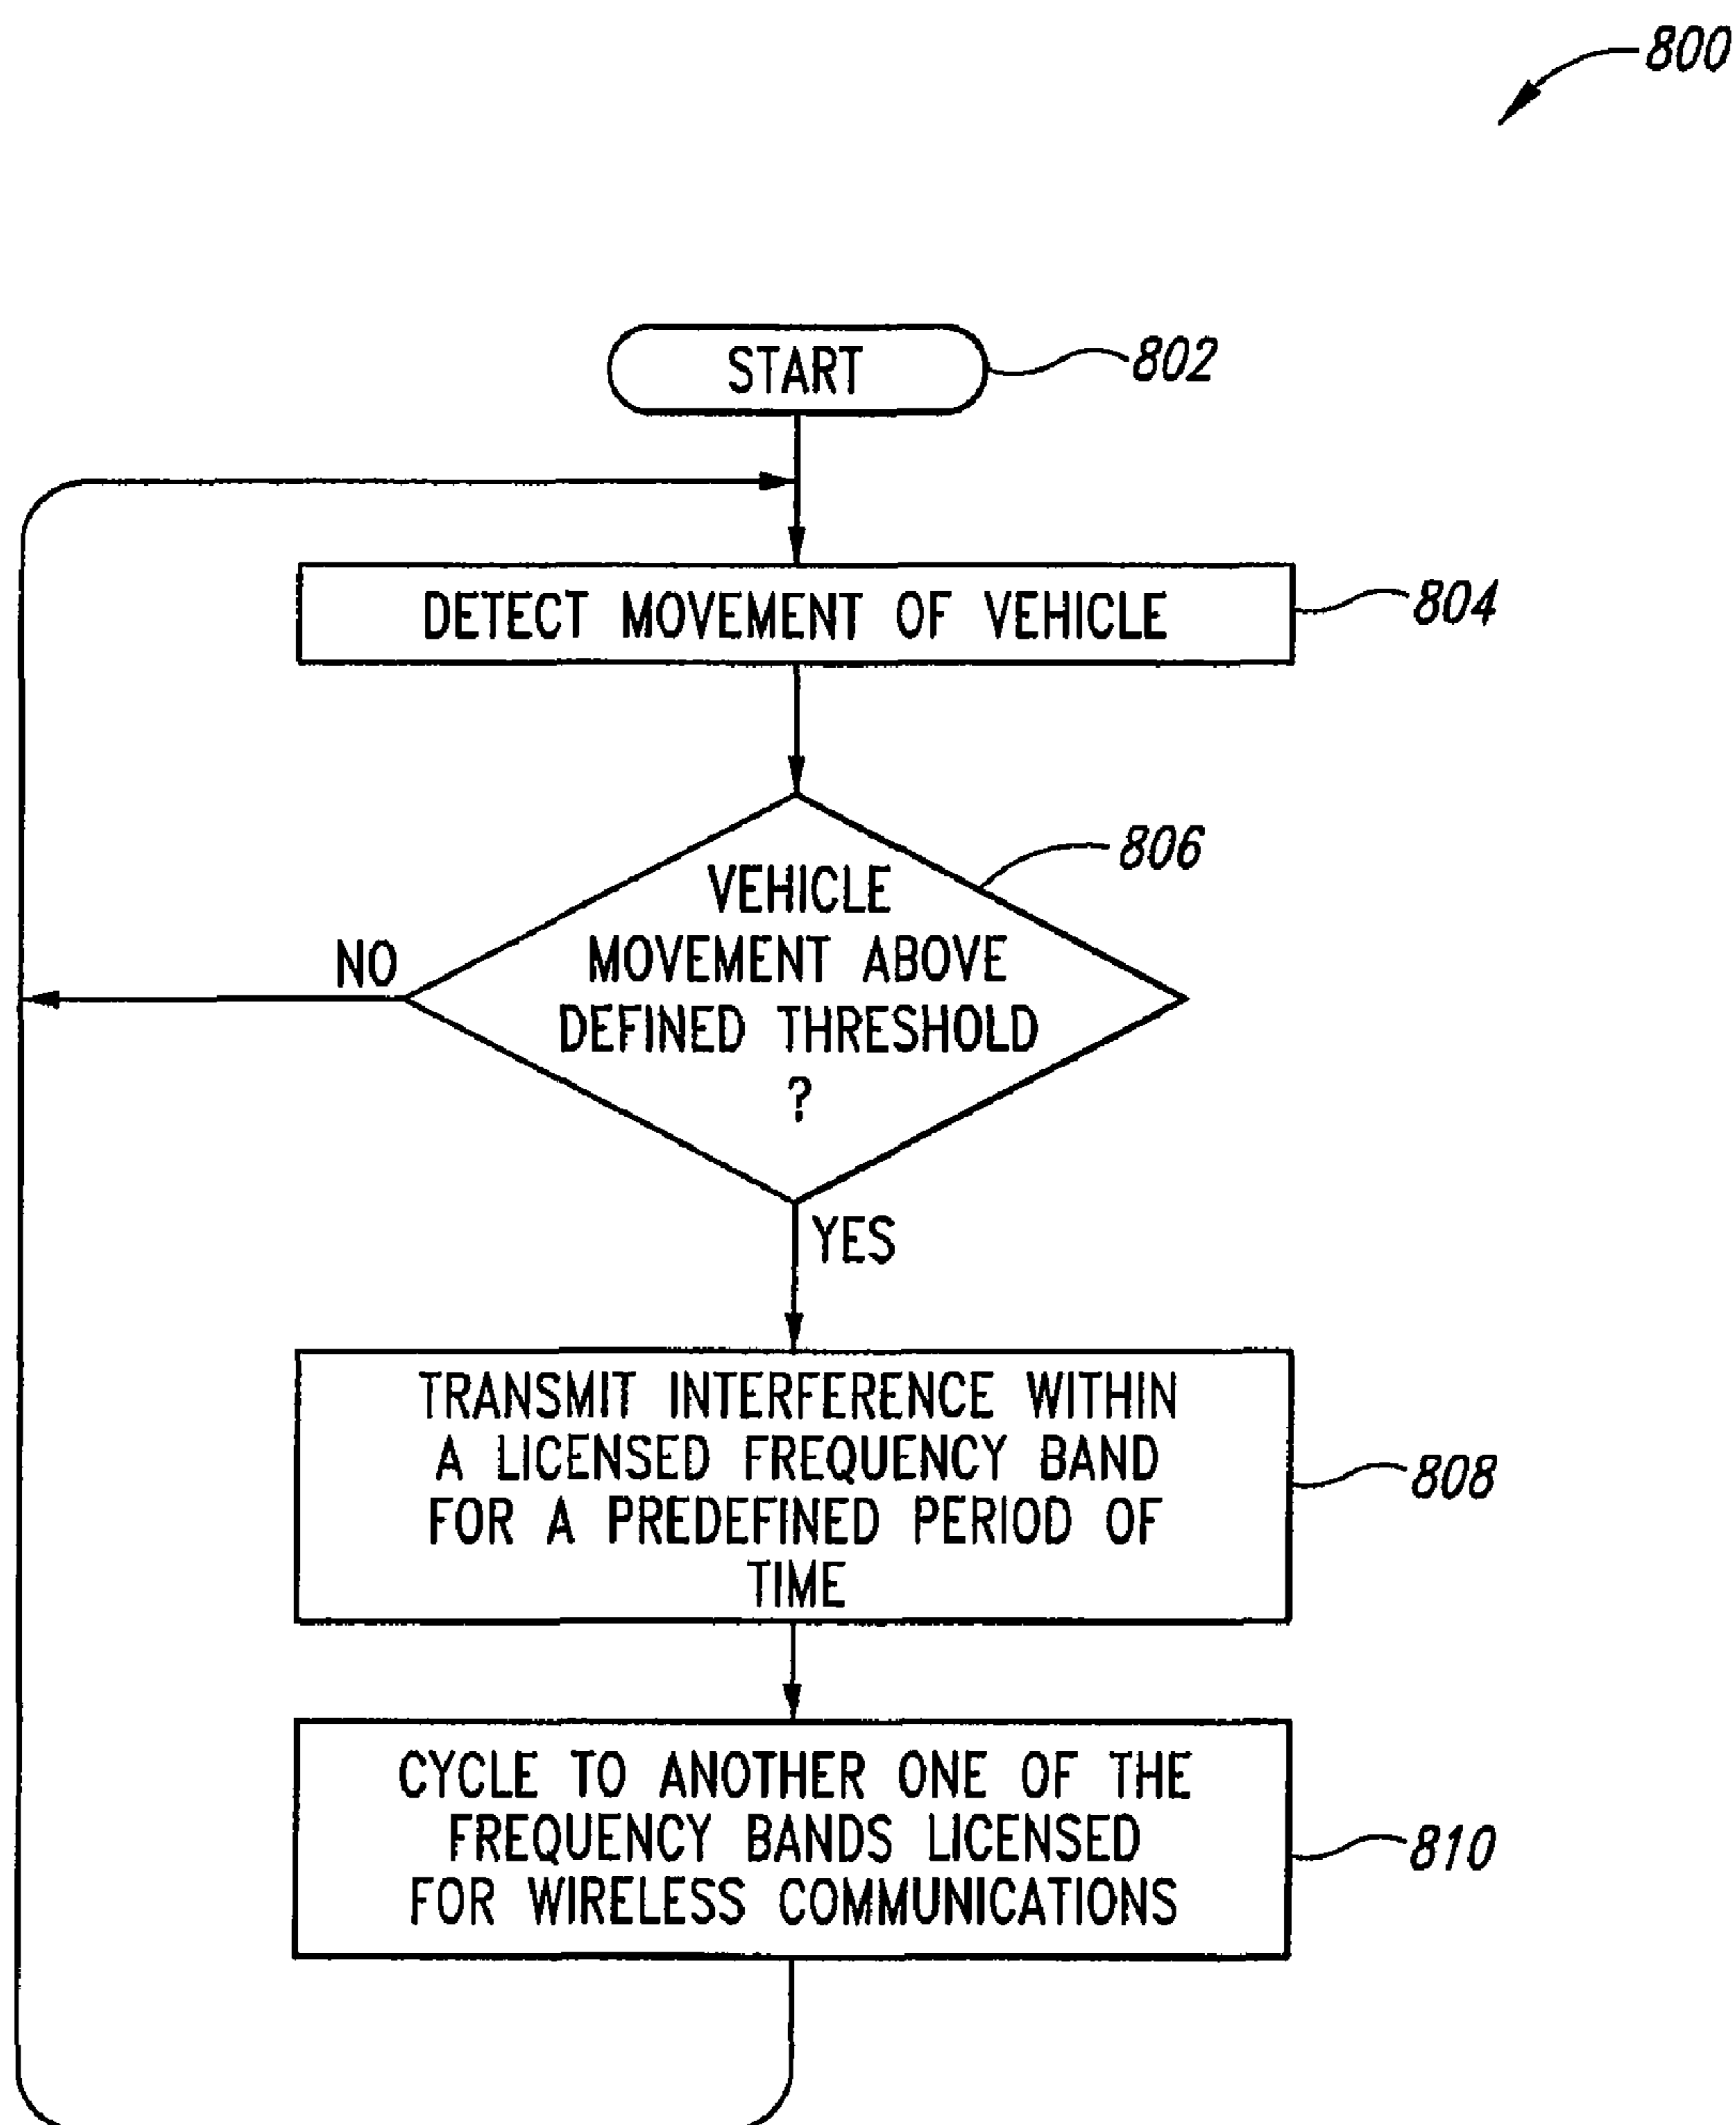 800
START
802
DETECT MOVEMENT OF VEHICLE
804
806
VEHICLE
MOVEMENT ABOVE
DEFINED THRESHOLD
?
NO
YES
TRANSMIT INTERFERENCE WITHIN
A LICENSED FREQUENCY BAND
FOR A PREDEFINED PERIOD OF
TIME
808
CYCLE TO ANOTHER ONE OF THE
FREQUENCY BANDS LICENSED
FOR WIRELESS COMMUNICATIONS
810